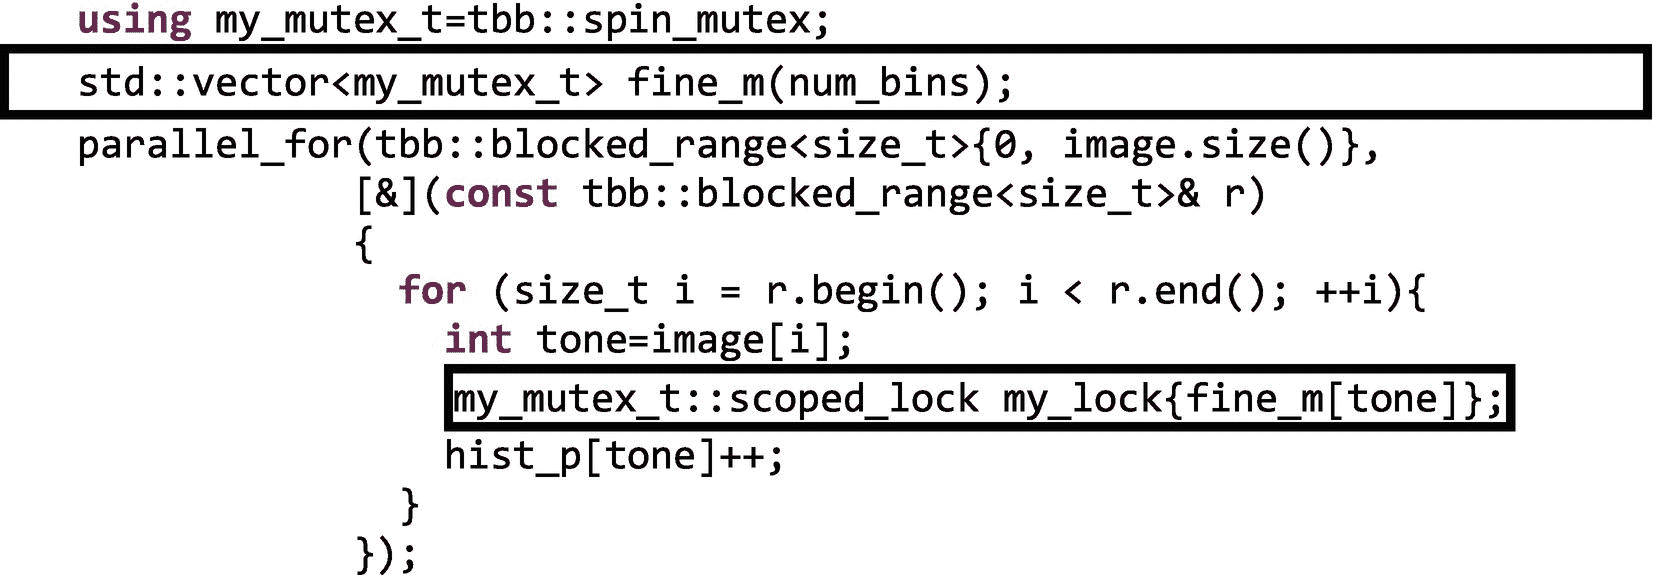 using my_mutex_t=tbb::spin_mutex;
std::vector<my_mutex_t> fine_m(num_bins);
parallel_for(tbb::blocked_range<size_t>{0, image.size()},
[&](const tbb::blocked_range<size_t>& r)
{
for (size_t i = r.begin(); i < r.end(); ++i){
int tone=image[i];
my_mutex_t::scoped_lock my_lock{fine_m[tone]};
hist_p[tone]++;
}
});